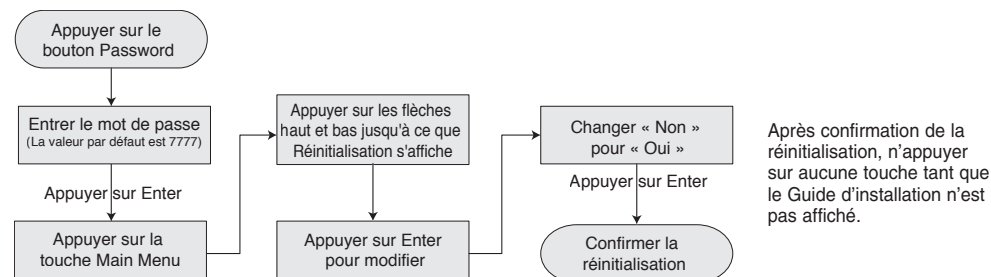 Appuyer sur le
bouton Password
Entrer le mot de passe
(La valeur par défaut est 7777)
Appuyer sur Enter
Appuyer sur la
touche Main Menu
Appuyer sur les flèches
haut et bas jusqu'à ce que
Réinitialisation s'affiche
Appuyer sur Enter
pour modifier
Changer « Non »
pour « Oui »
Appuyer sur Enter
Confirmer la
réinitialisation
Après confirmation de la
réinitialisation, n’appuyer
sur aucune touche tant que
le Guide d’installation n’est
pas affiché.